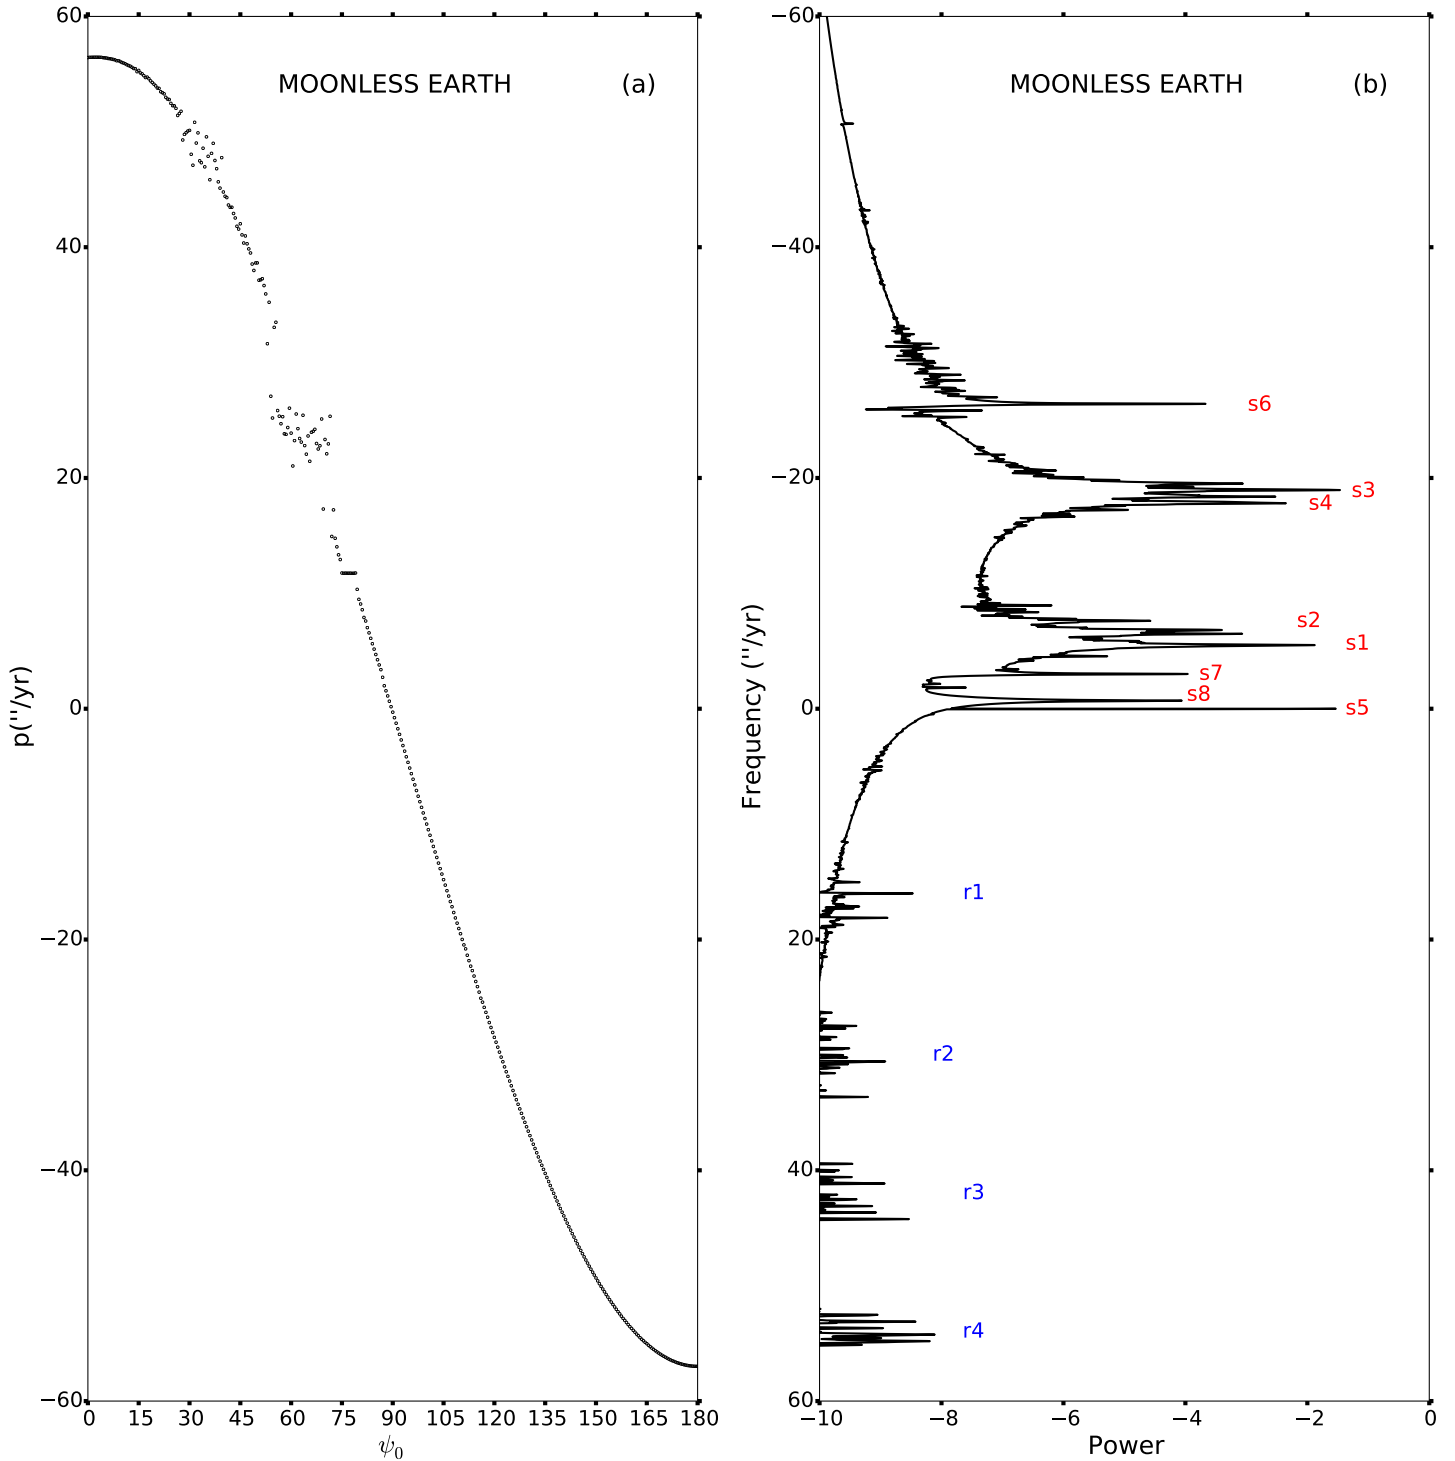 MOONLESS EARTH (a)
60
40
20
0
−20
−40
−60
p(''/yr)
0 15 30 45 60 75 90 105 120 135 150 165 180
ψ0
MOONLESS EARTH (b)
−60
−40
−20
0
20
40
60
Frequency (''/yr)
s6
s3
s4
s2
s1
s7
s8
s5
r1
r2
r3
r4
−10 −8 −6 −4 −2 0
Power